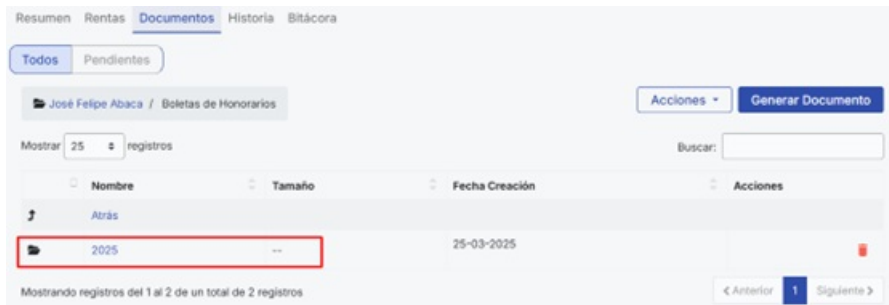 Resumen Rentas Documentos Historia Bitácora
Todos Pendientes
José Felipe Abaca / Boletas de Honorarios Acciones Generar Documento
Mostrar 25 registros Buscar:
Nombre Tamaño Fecha Creación Acciones
Atrás
2025 -- 25-03-2025
Mostrando registros del 1 al 2 de un total de 2 registros < Anterior 1 Siguiente >